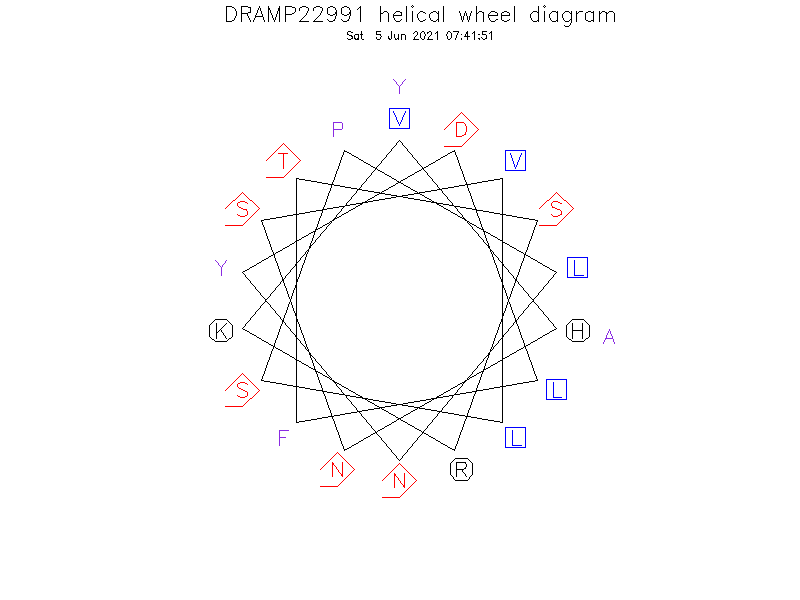 DRAMP22991 helical wheel diagram
Sat 5 Jun 2021 07:41:51
Y
P V D
T V
S S
Y L
K H A
S L
F L
N N R